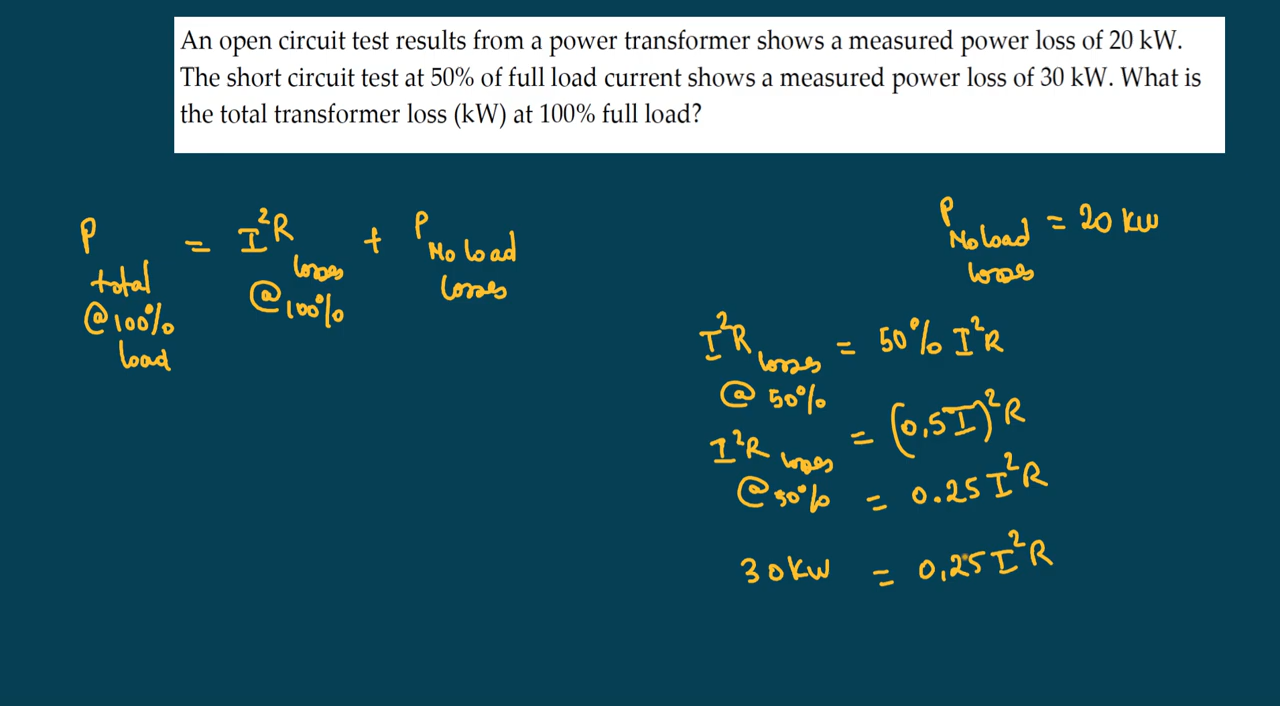 An open circuit test results from a power transformer shows a measured power loss of 20 kW.
The short circuit test at 50% of full load current shows a measured power loss of 30 kW. What is
the total transformer loss (kW) at 100% full load?
P total @100% load = I²R losses @100% + P No load losses
P No load losses = 20 kW
I²R losses @ 50% = 50% I²R
I²R losses @50% = (0.5I)²R
= 0.25 I²R
30 kW = 0.25 I²R